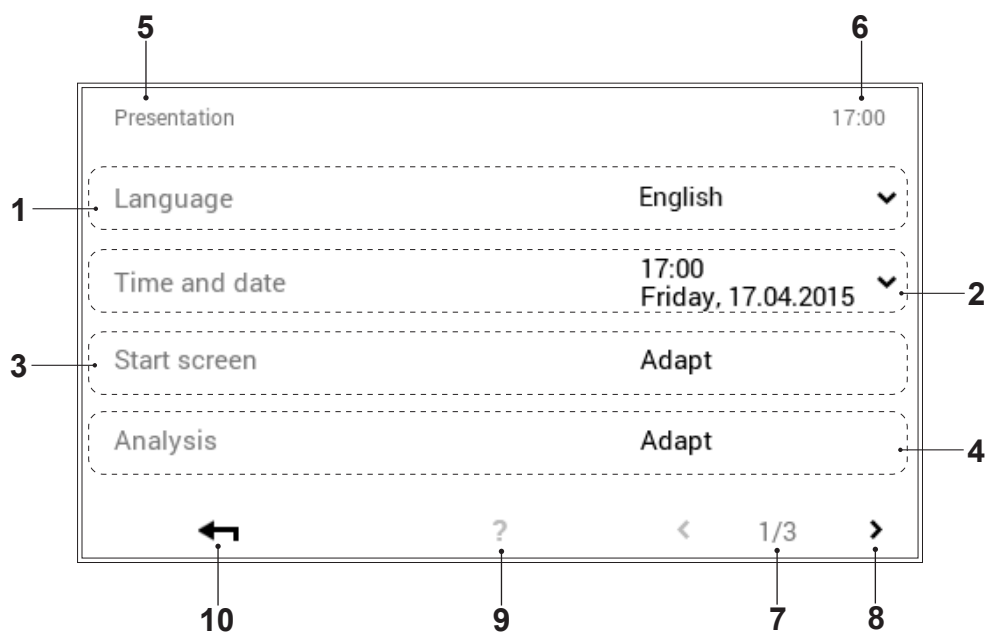 5 6
Presentation 17:00
1 Language English
Time and date 17:00
Friday, 17.04.2015 2
3 Start screen Adapt
Analysis Adapt 4
? < 1/3 >
10 9 7 8